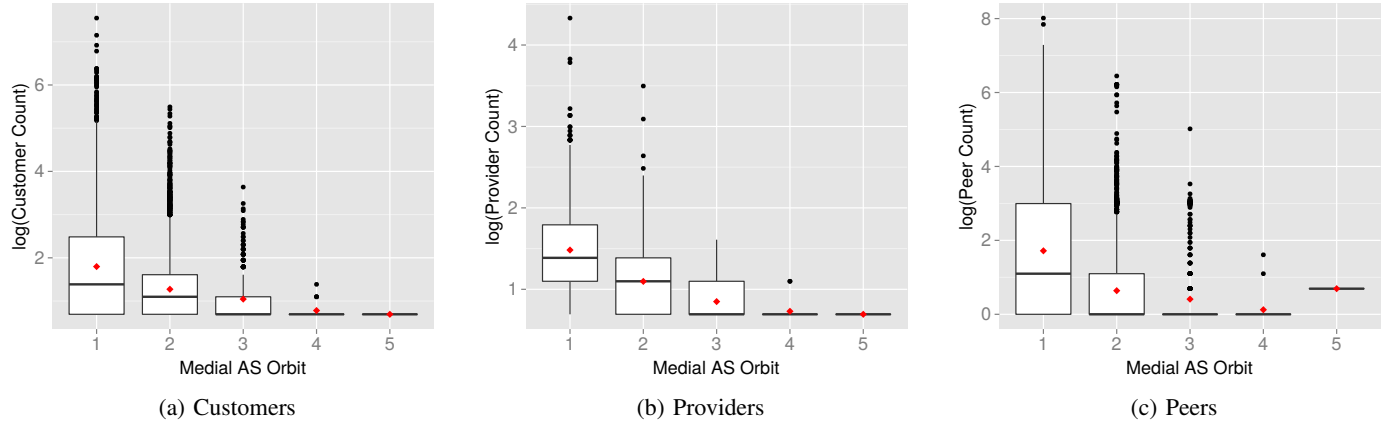 log(Customer Count)
6
4
2
1 2 3 4 5
Medial AS Orbit
(a) Customers
log(Provider Count)
4
3
2
1
1 2 3 4 5
Medial AS Orbit
(b) Providers
log(Peer Count)
8
6
4
2
0
1 2 3 4 5
Medial AS Orbit
(c) Peers